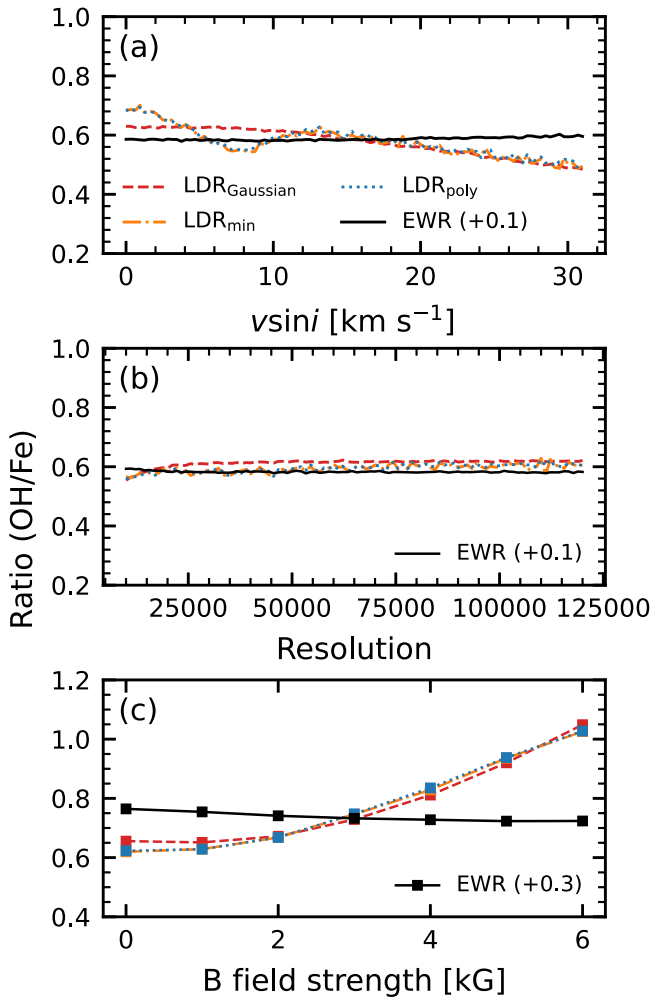 Ratio (OH/Fe)
(a)
1.0
0.8
0.6
0.4
0.2
LDR_Gaussian LDR_poly
LDR_min EWR (+0.1)
0 10 20 30
vsini [km s⁻¹]
(b)
1.0
0.8
0.6
0.4
0.2
EWR (+0.1)
25000 50000 75000 100000 125000
Resolution
(c)
1.2
1.0
0.8
0.6
0.4
EWR (+0.3)
0 2 4 6
B field strength [kG]